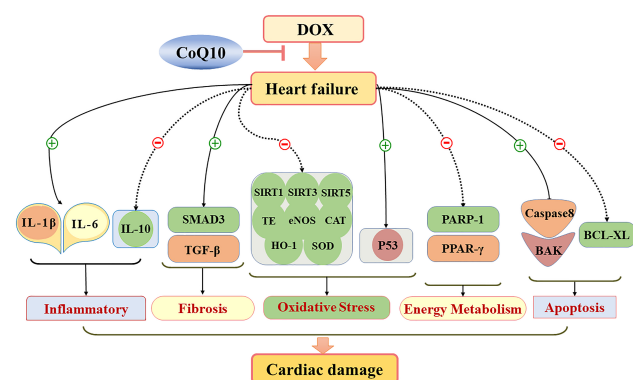 DOX
CoQ10
Heart failure
IL-1β
IL-6
IL-10
SMAD3
TGF-β
SIRT1 SIRT3 SIRT5
TE eNOS CAT
HO-1 SOD
P53
PARP-1
PPAR-γ
Caspase8
BAK
BCL-XL
Inflammatory
Fibrosis
Oxidative Stress
Energy Metabolism
Apoptosis
Cardiac damage